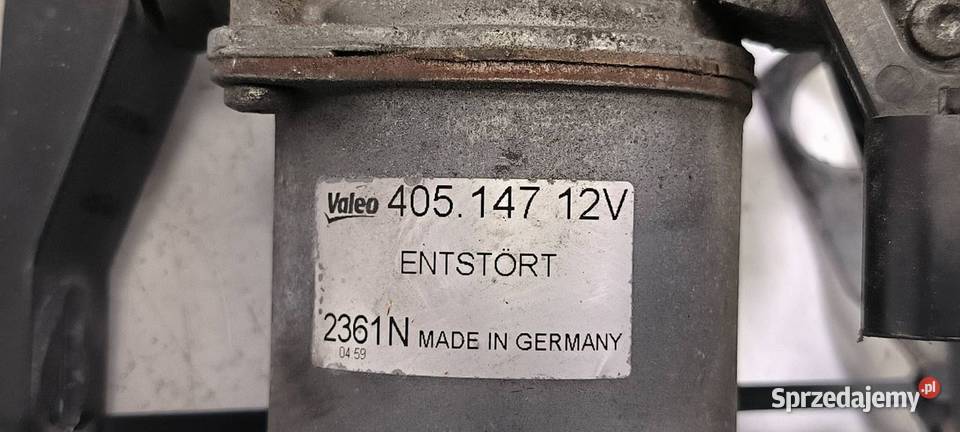 Valeo 405.147 12V
ENTSTÖRT
2361N MADE IN GERMANY
04:59
Sprzedajemy.pl